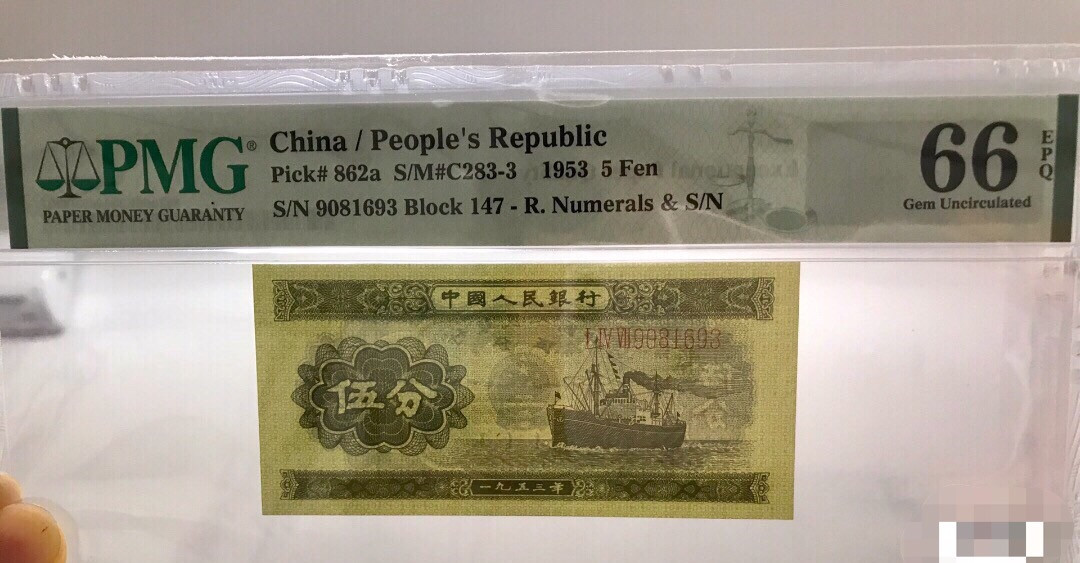 PMG®
PAPER MONEY GUARANTY
China / People's Republic
Pick# 862a S/M#C283-3 1953 5 Fen
S/N 9081693 Block 147 - R. Numerals & S/N
66
EPQ
Gem Uncirculated
中國人民銀行
I IV VII 9081693
伍分
一九五三年